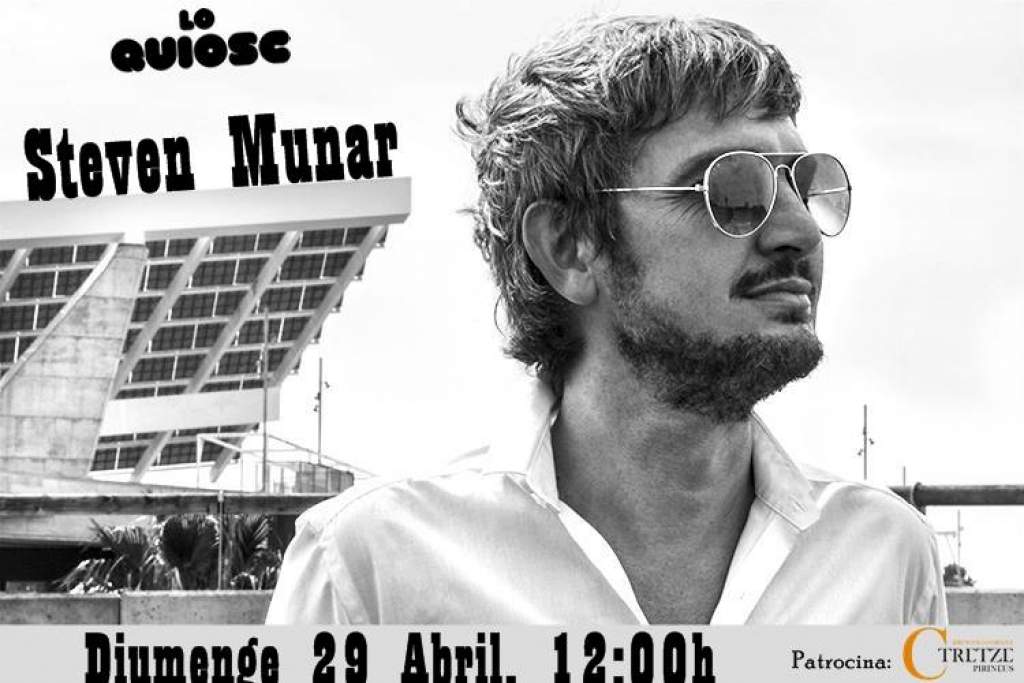 LO
QUIOSC
Steven Munar
Diumenge 29 Abril. 12:00h
Patrocina:
C TRETZE
PIRINEUS